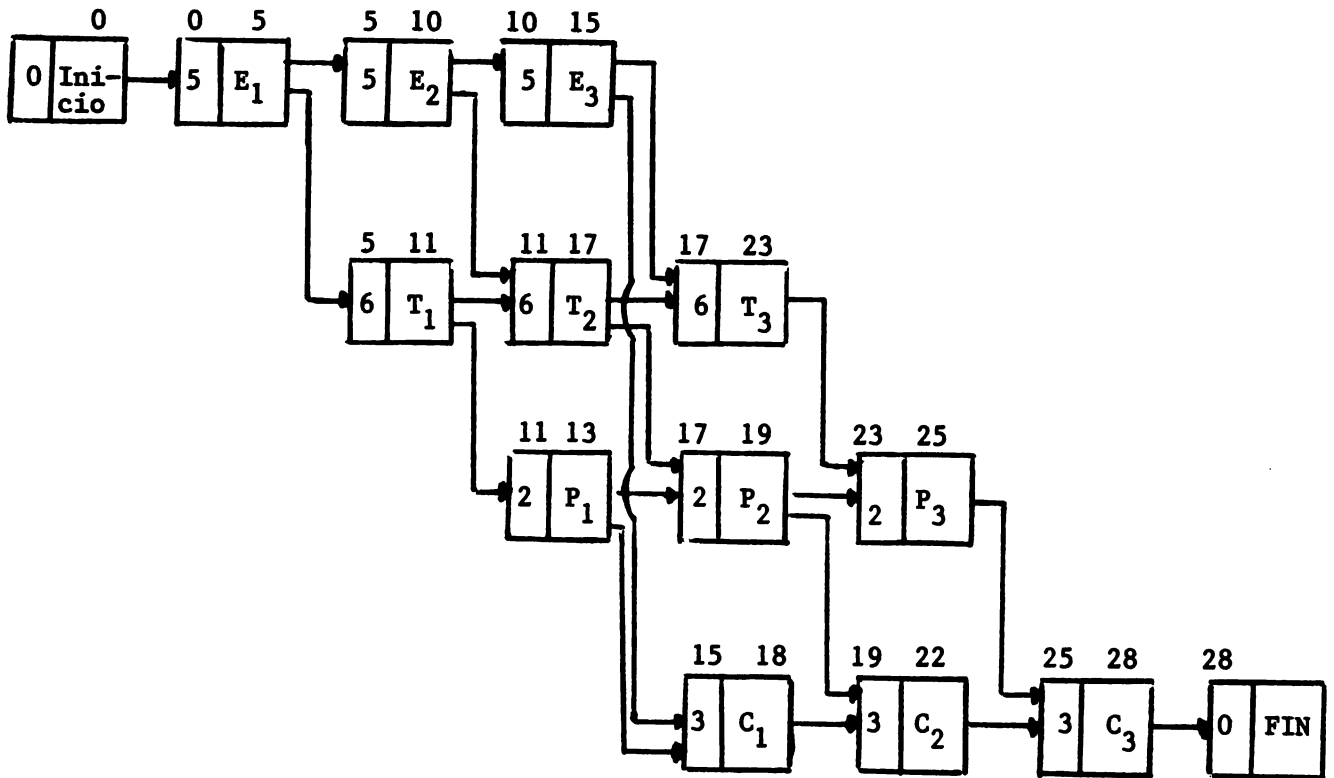 0 0 5 5 10 10 15
0 Ini-
cio 5 E₁ 5 E₂ 5 E₃
5 11 11 17 17 23
6 T₁ 6 T₂ 6 T₃
11 13 17 19 23 25
2 P₁ 2 P₂ 2 P₃
15 18 19 22 25 28 28
3 C₁ 3 C₂ 3 C₃ 0 FIN